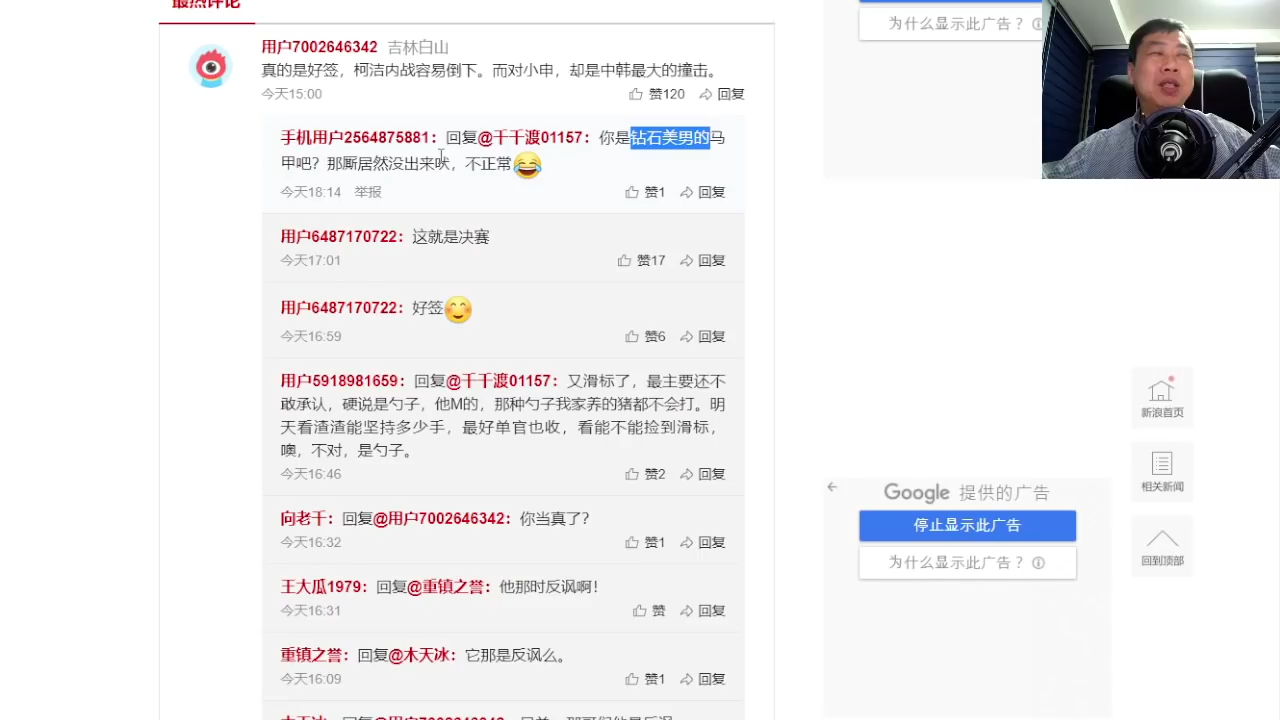 最热评论
用户7002646342 吉林白山
真的是好签，柯洁内战容易倒下。而对小申，却是中韩最大的撞击。
今天15:00 赞120 回复
手机用户2564875881：回复@千千渡01157：你是钻石美男的马
甲吧？那厮居然没出来吠，不正常
今天18:14 举报 赞1 回复
用户6487170722：这就是决赛
今天17:01 赞17 回复
用户6487170722：好签
今天16:59 赞6 回复
用户5918981659：回复@千千渡01157：又滑标了，最主要还不
敢承认，硬说是勺子，他M的，那种勺子我家养的猪都不会打。明
天看渣渣能坚持多少手，最好单官也收，看能不能捡到滑标，
噢，不对，是勺子。
今天16:46 赞2 回复
向老干：回复@用户7002646342：你当真了？
今天16:32 赞1 回复
王大瓜1979：回复@重镇之誉：他那时反讽啊！
今天16:31 赞 回复
重镇之誉：回复@木天冰：它那是反讽么。
今天16:09 赞1 回复
为什么显示此广告？
新浪首页
相关新闻
回到顶部
Google 提供的广告
停止显示此广告
为什么显示此广告？